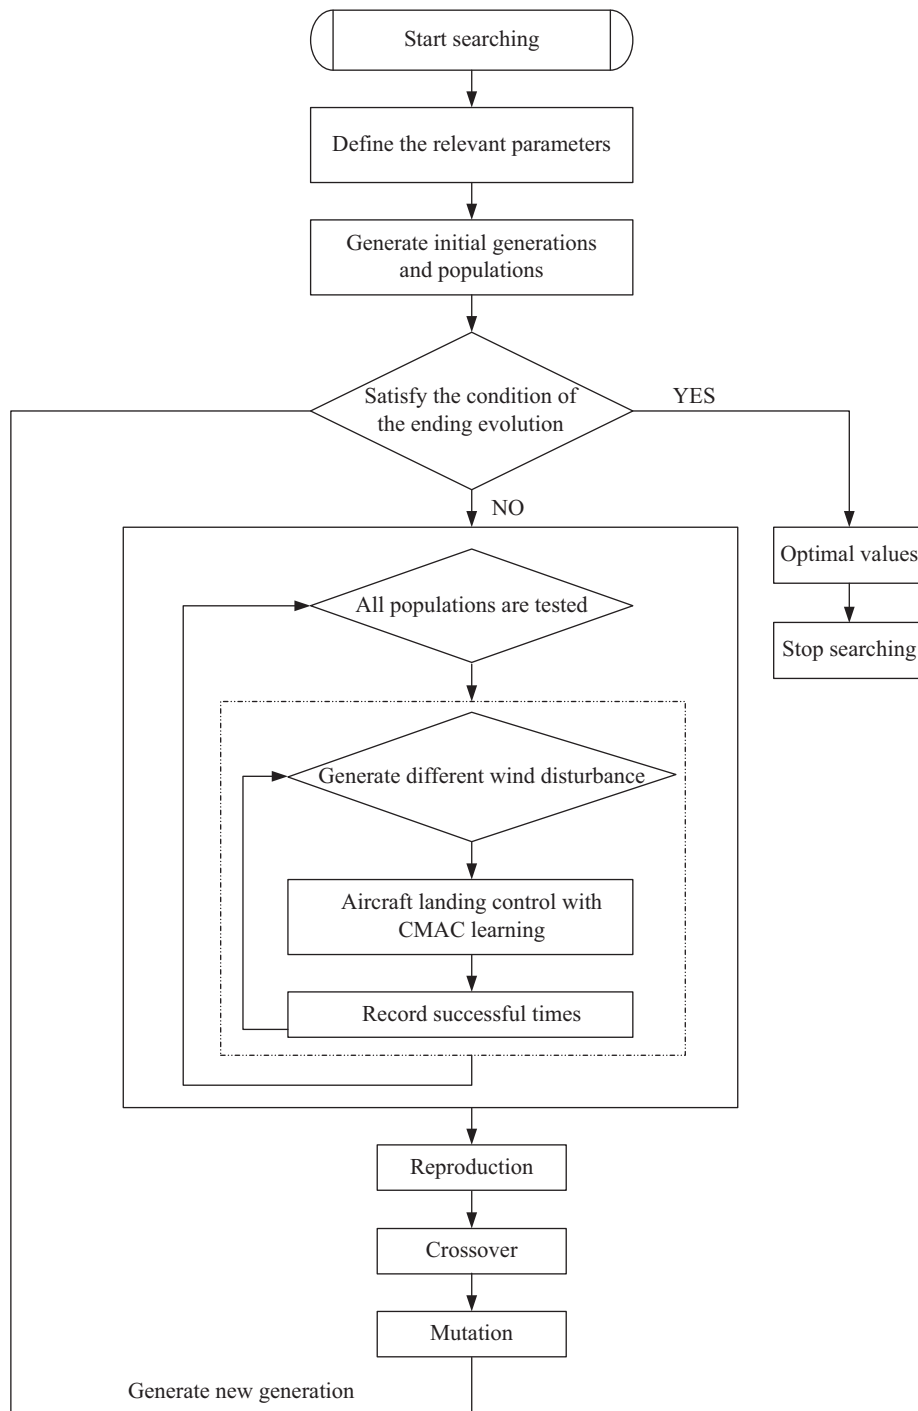 Start searching
Define the relevant parameters
Generate initial generations
and populations
Satisfy the condition of
the ending evolution
YES
NO
Optimal values
All populations are tested
Stop searching
Generate different wind disturbance
Aircraft landing control with
CMAC learning
Record successful times
Reproduction
Crossover
Mutation
Generate new generation